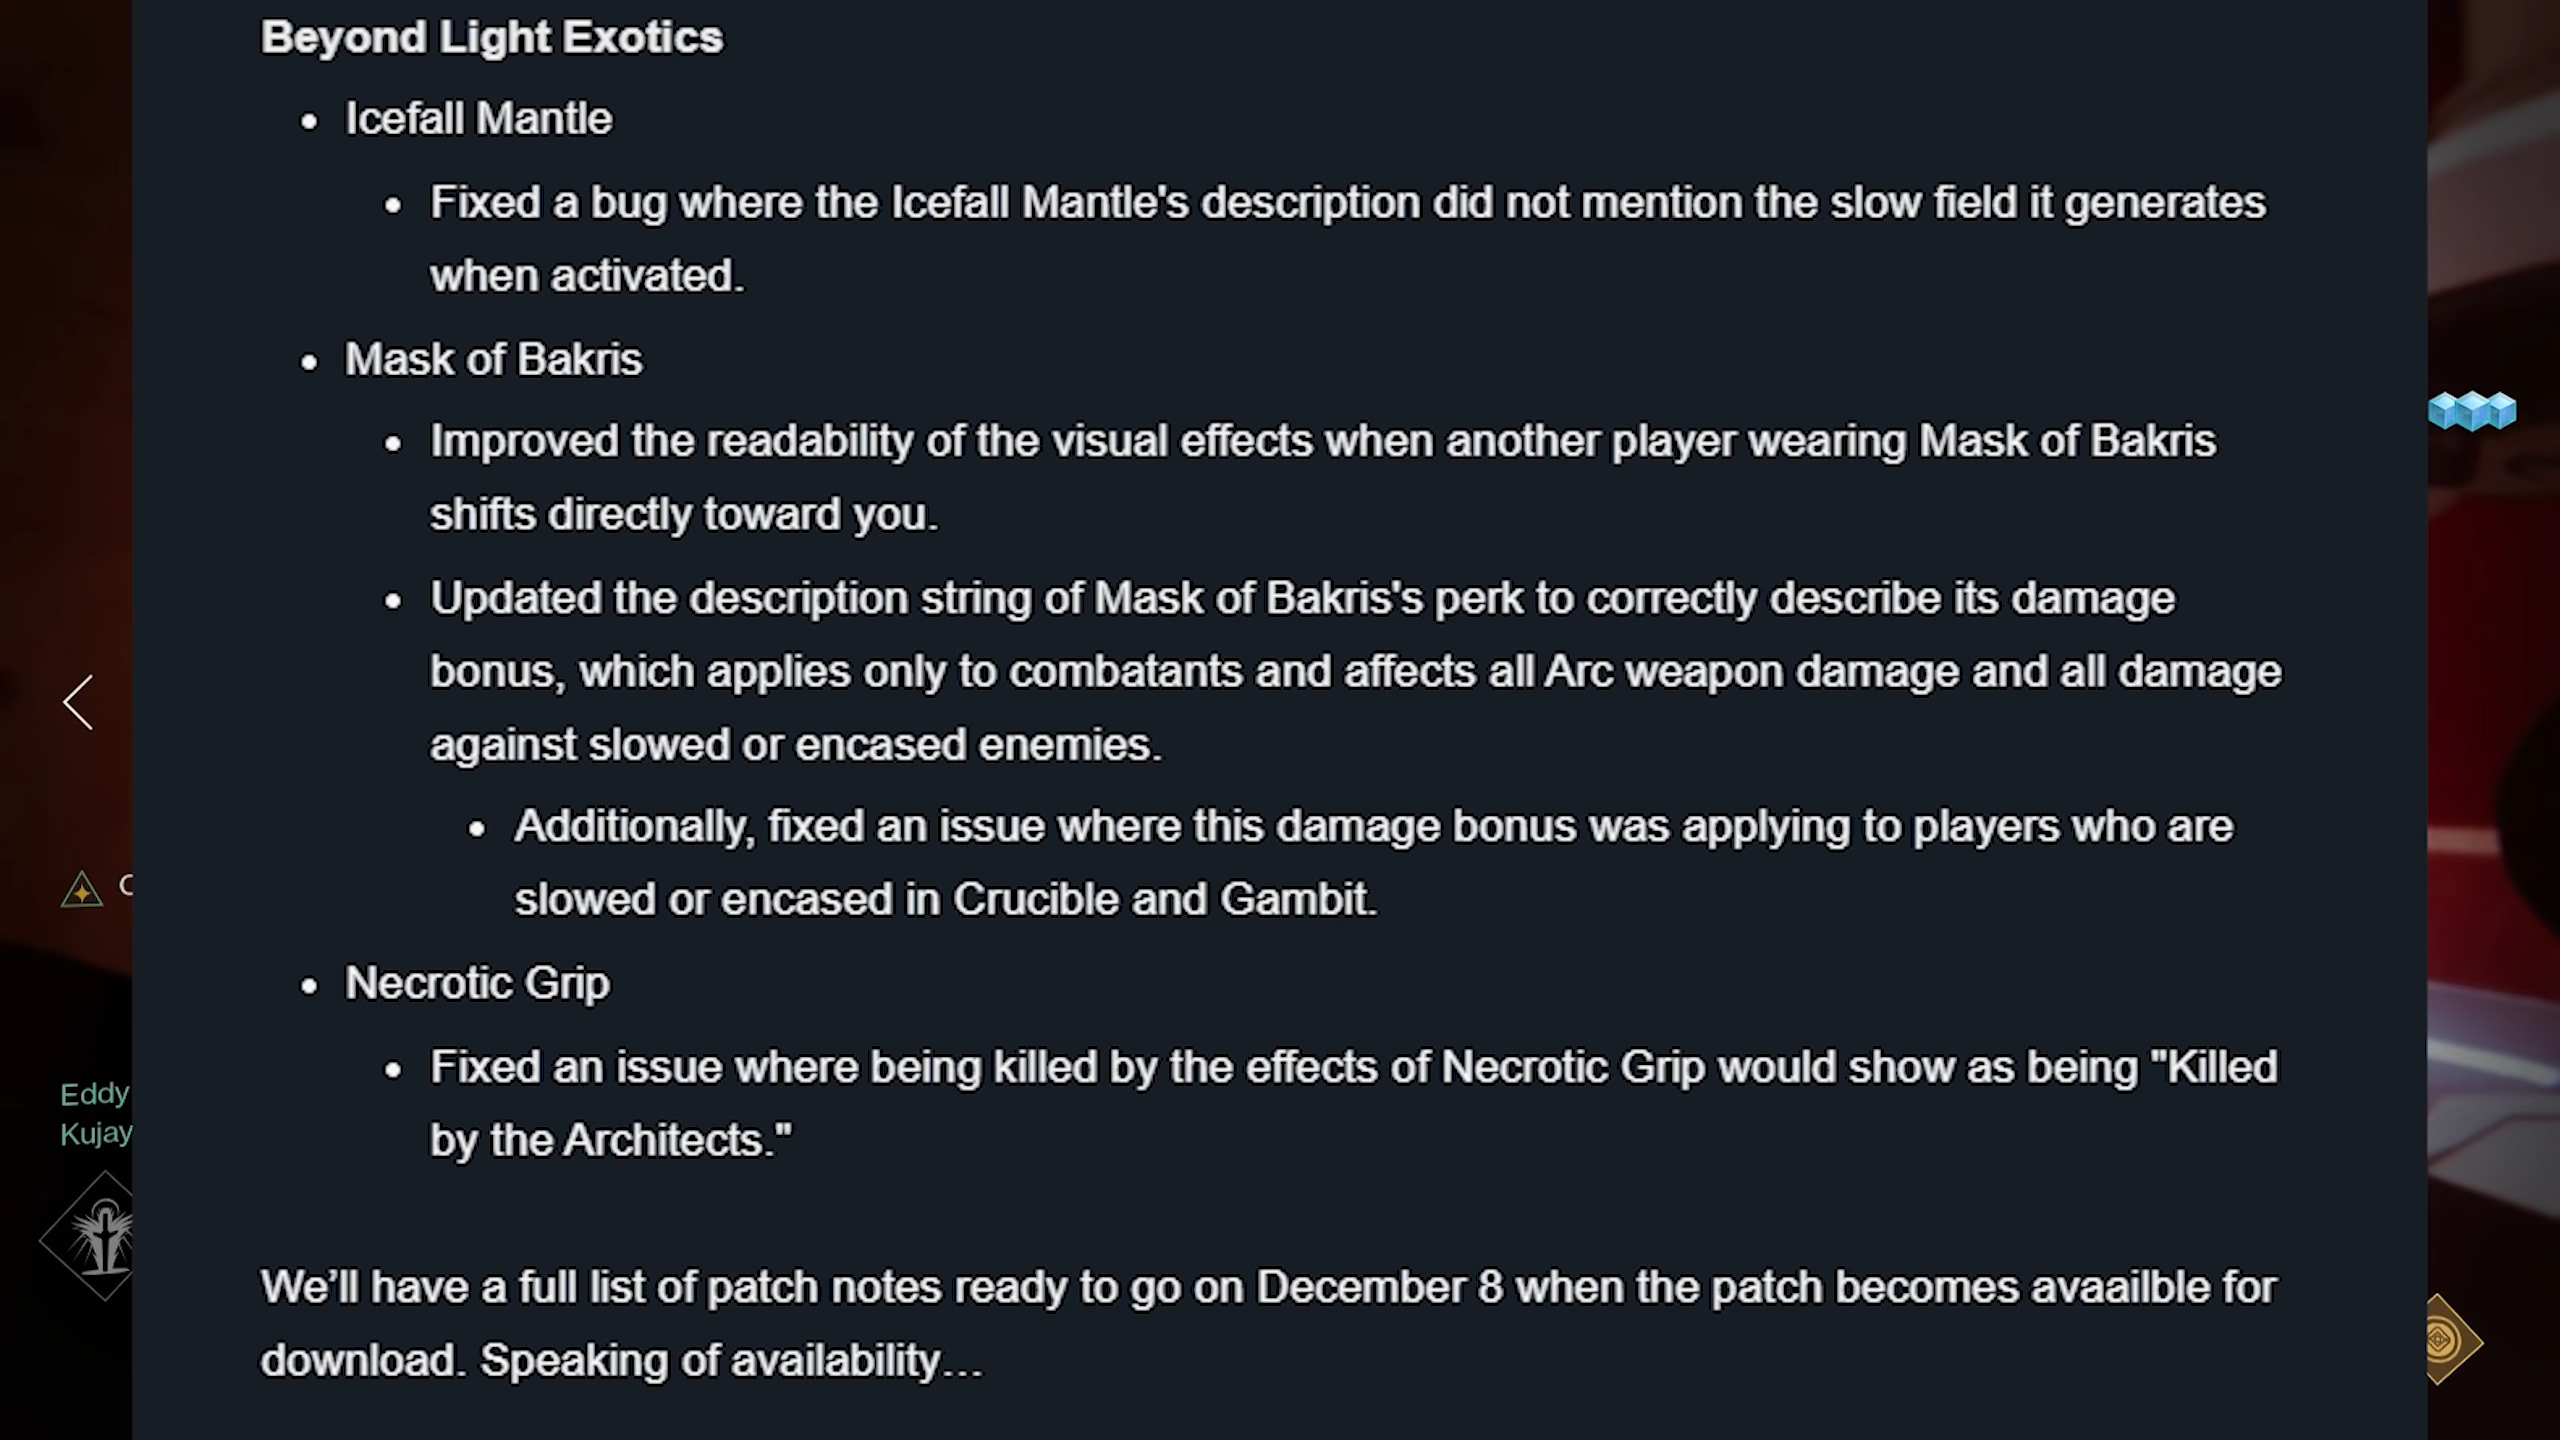 Beyond Light Exotics
• Icefall Mantle
• Fixed a bug where the Icefall Mantle's description did not mention the slow field it generates
when activated.
• Mask of Bakris
• Improved the readability of the visual effects when another player wearing Mask of Bakris
shifts directly toward you.
• Updated the description string of Mask of Bakris's perk to correctly describe its damage
bonus, which applies only to combatants and affects all Arc weapon damage and all damage
against slowed or encased enemies.
• Additionally, fixed an issue where this damage bonus was applying to players who are
slowed or encased in Crucible and Gambit.
• Necrotic Grip
• Fixed an issue where being killed by the effects of Necrotic Grip would show as being "Killed
by the Architects."
Eddy
Kujay
We’ll have a full list of patch notes ready to go on December 8 when the patch becomes avaailble for
download. Speaking of availability…